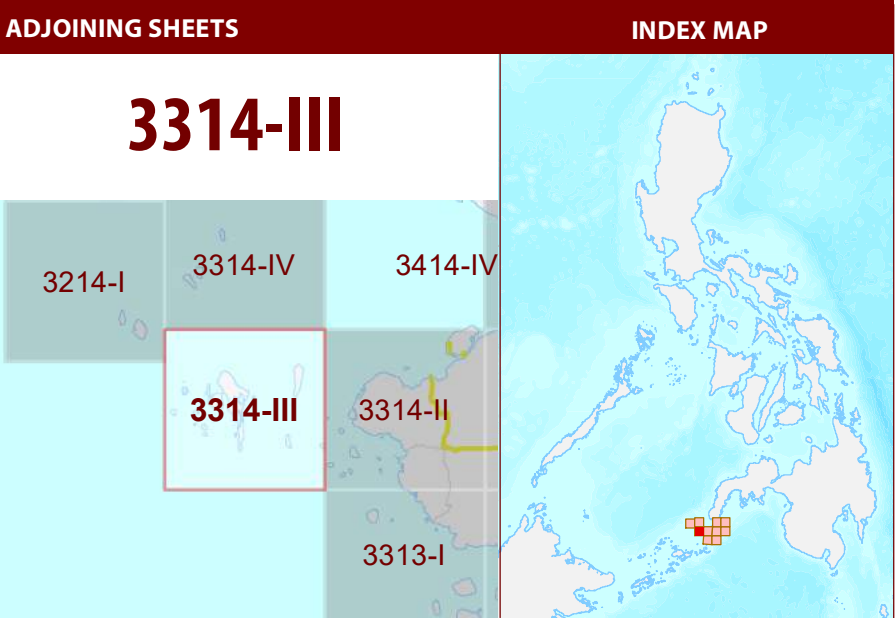 ADJOINING SHEETS
INDEX MAP
3314-III
3214-I
3314-IV
3414-IV
3314-III
3314-II
3313-I